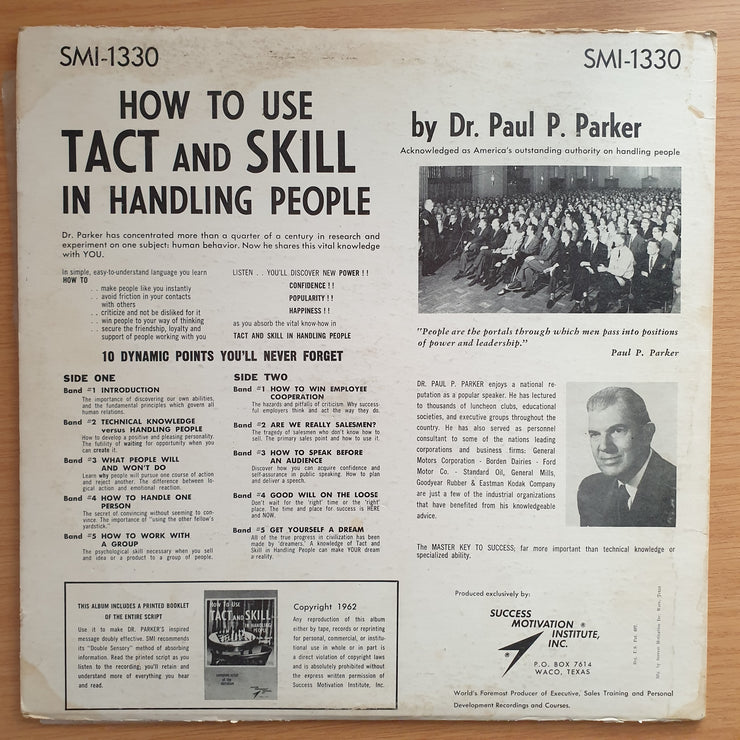 SMI-1330
SMI-1330
HOW TO USE
TACT AND SKILL
IN HANDLING PEOPLE
Dr. Parker has concentrated more than a quarter of a century in research and
experiment on one subject: human behavior. Now he shares this vital knowledge
with YOU.
In simple, easy-to-understand language you learn
HOW TO
. . make people like you instantly
. . avoid friction in your contacts
with others
. . criticize and not be disliked for it
. . win people to your way of thinking
. . secure the friendship, loyalty and
support of people working with you
LISTEN . . YOU'LL DISCOVER NEW POWER ! !
CONFIDENCE ! !
POPULARITY ! !
HAPPINESS ! !
as you absorb the vital know-how in
TACT AND SKILL IN HANDLING PEOPLE
10 DYNAMIC POINTS YOU'LL NEVER FORGET
SIDE ONE
Band #1 INTRODUCTION
The importance of discovering our own abilities,
and the fundamental principles which govern all
human relations.
Band #2 TECHNICAL KNOWLEDGE
versus HANDLING PEOPLE
How to develop a positive and pleasing personality.
The futility of waiting for opportunity when you
can create it.
Band #3 WHAT PEOPLE WILL
AND WON'T DO
Learn why people will pursue one course of action
and reject another. The difference between lo-
gical action and emotional reaction.
Band #4 HOW TO HANDLE ONE
PERSON
The secret of convincing without seeming to con-
vince. The importance of "using the other fellow's
yardstick."
Band #5 HOW TO WORK WITH
A GROUP
The psychological skill necessary when you sell
and idea or a product to a group of people.
SIDE TWO
Band #1 HOW TO WIN EMPLOYEE
COOPERATION
The hazards and pitfalls of criticism. Why success-
ful employers think and act the way they do.
Band #2 ARE WE REALLY SALESMEN?
The tragedy of salesmen who don't know how to
sell. The primary sales point and how to use it.
Band #3 HOW TO SPEAK BEFORE
AN AUDIENCE
Discover how you can acquire confidence and
self-assurance in public speaking. How to plan
and deliver a speech.
Band #4 GOOD WILL ON THE LOOSE
Don't wait for the 'right' time or the 'right'
place. The time and place for success is HERE
and NOW.
Band #5 GET YOURSELF A DREAM
All of the true progress in civilization has been
made by 'dreamers.' A knowledge of Tact and
Skill in Handling People can make YOUR dream
a reality.
THIS ALBUM INCLUDES A PRINTED BOOKLET
OF THE ENTIRE SCRIPT
Use it to make DR. PARKER'S inspired
message doubly effective. SMI recommends
its "Double Sensory" method of absorbing
information. Read the printed script as you
listen to the recording; you'll retain and
understand more of everything you hear
and read.
How To Use
TACT AND SKILL
IN HANDLING PEOPLE
Copyright 1962
Any reproduction of this album
either by tape, records or reprinting
for personal, commercial, or institu-
tional use in whole or in part is
a direct violation of copyright laws
and is absolutely prohibited without
the express written permission of
Success Motivation Institute, Inc.
by Dr. Paul P. Parker
Acknowledged as America's outstanding authority on handling people
"People are the portals through which men pass into positions
of power and leadership."
Paul P. Parker
DR. PAUL P. PARKER enjoys a national re-
putation as a popular speaker. He has lectured
to thousands of luncheon clubs, educational
societies, and executive groups throughout the
country. He has also served as personnel
consultant to some of the nations leading
corporations and business firms: General
Motors Corporation - Borden Dairies - Ford
Motor Co. - Standard Oil, General Mills,
Goodyear Rubber & Eastman Kodak Company
are just a few of the industrial organizations
that have benefited from his knowledgeable
advice.
The MASTER KEY TO SUCCESS; far more important than technical knowledge or
specialized ability.
Produced exclusively by:
SUCCESS
MOTIVATION ®
INSTITUTE,
INC.
®
P.O. BOX 7614
WACO, TEXAS
World's Foremost Producer of Executive, Sales Training and Personal
Development Recordings and Courses.